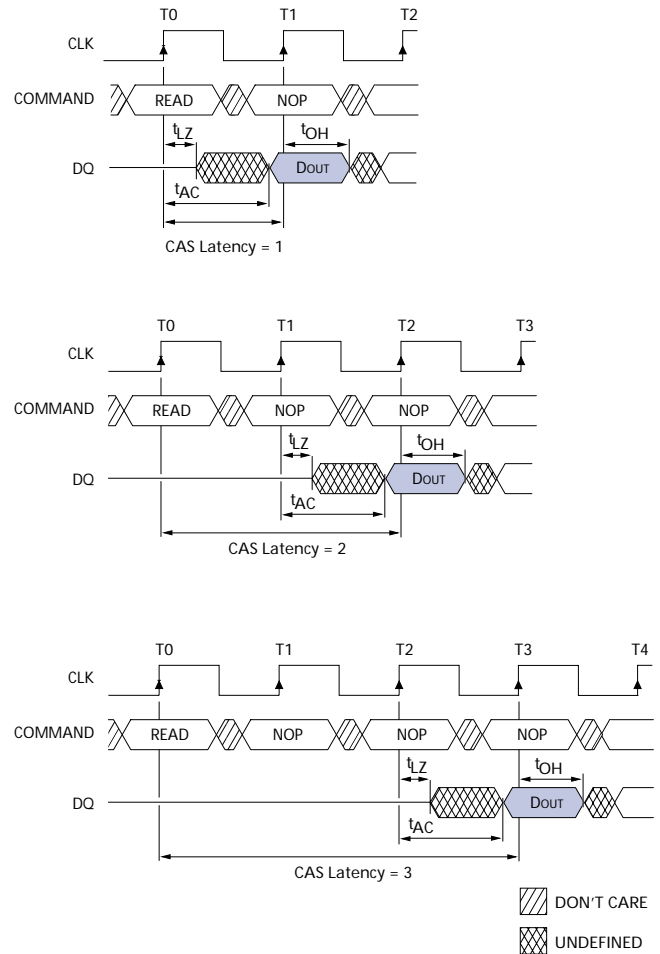 T0 T1 T2
CLK
COMMAND READ NOP
tLZ tOH
DQ DOUT
tAC
CAS Latency = 1
T0 T1 T2 T3
CLK
COMMAND READ NOP NOP
tLZ tOH
DQ DOUT
tAC
CAS Latency = 2
T0 T1 T2 T3 T4
CLK
COMMAND READ NOP NOP NOP
tLZ tOH
DQ DOUT
tAC
CAS Latency = 3
DON'T CARE
UNDEFINED